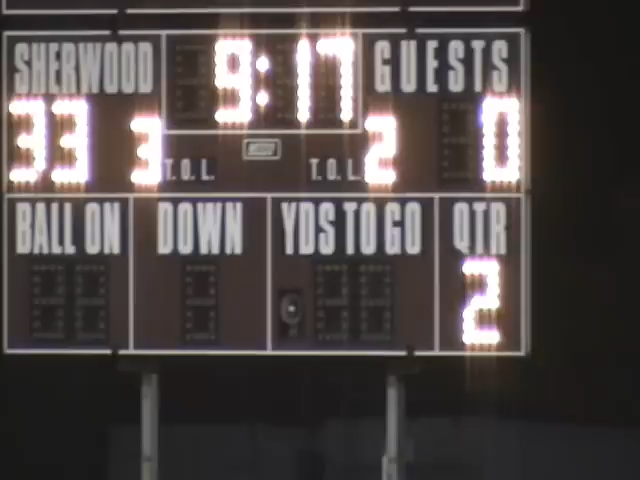 SHERWOOD 9:17 GUESTS
33 3 T.O.L. T.O.L. 2 0
BALL ON DOWN YDS TO GO QTR
2